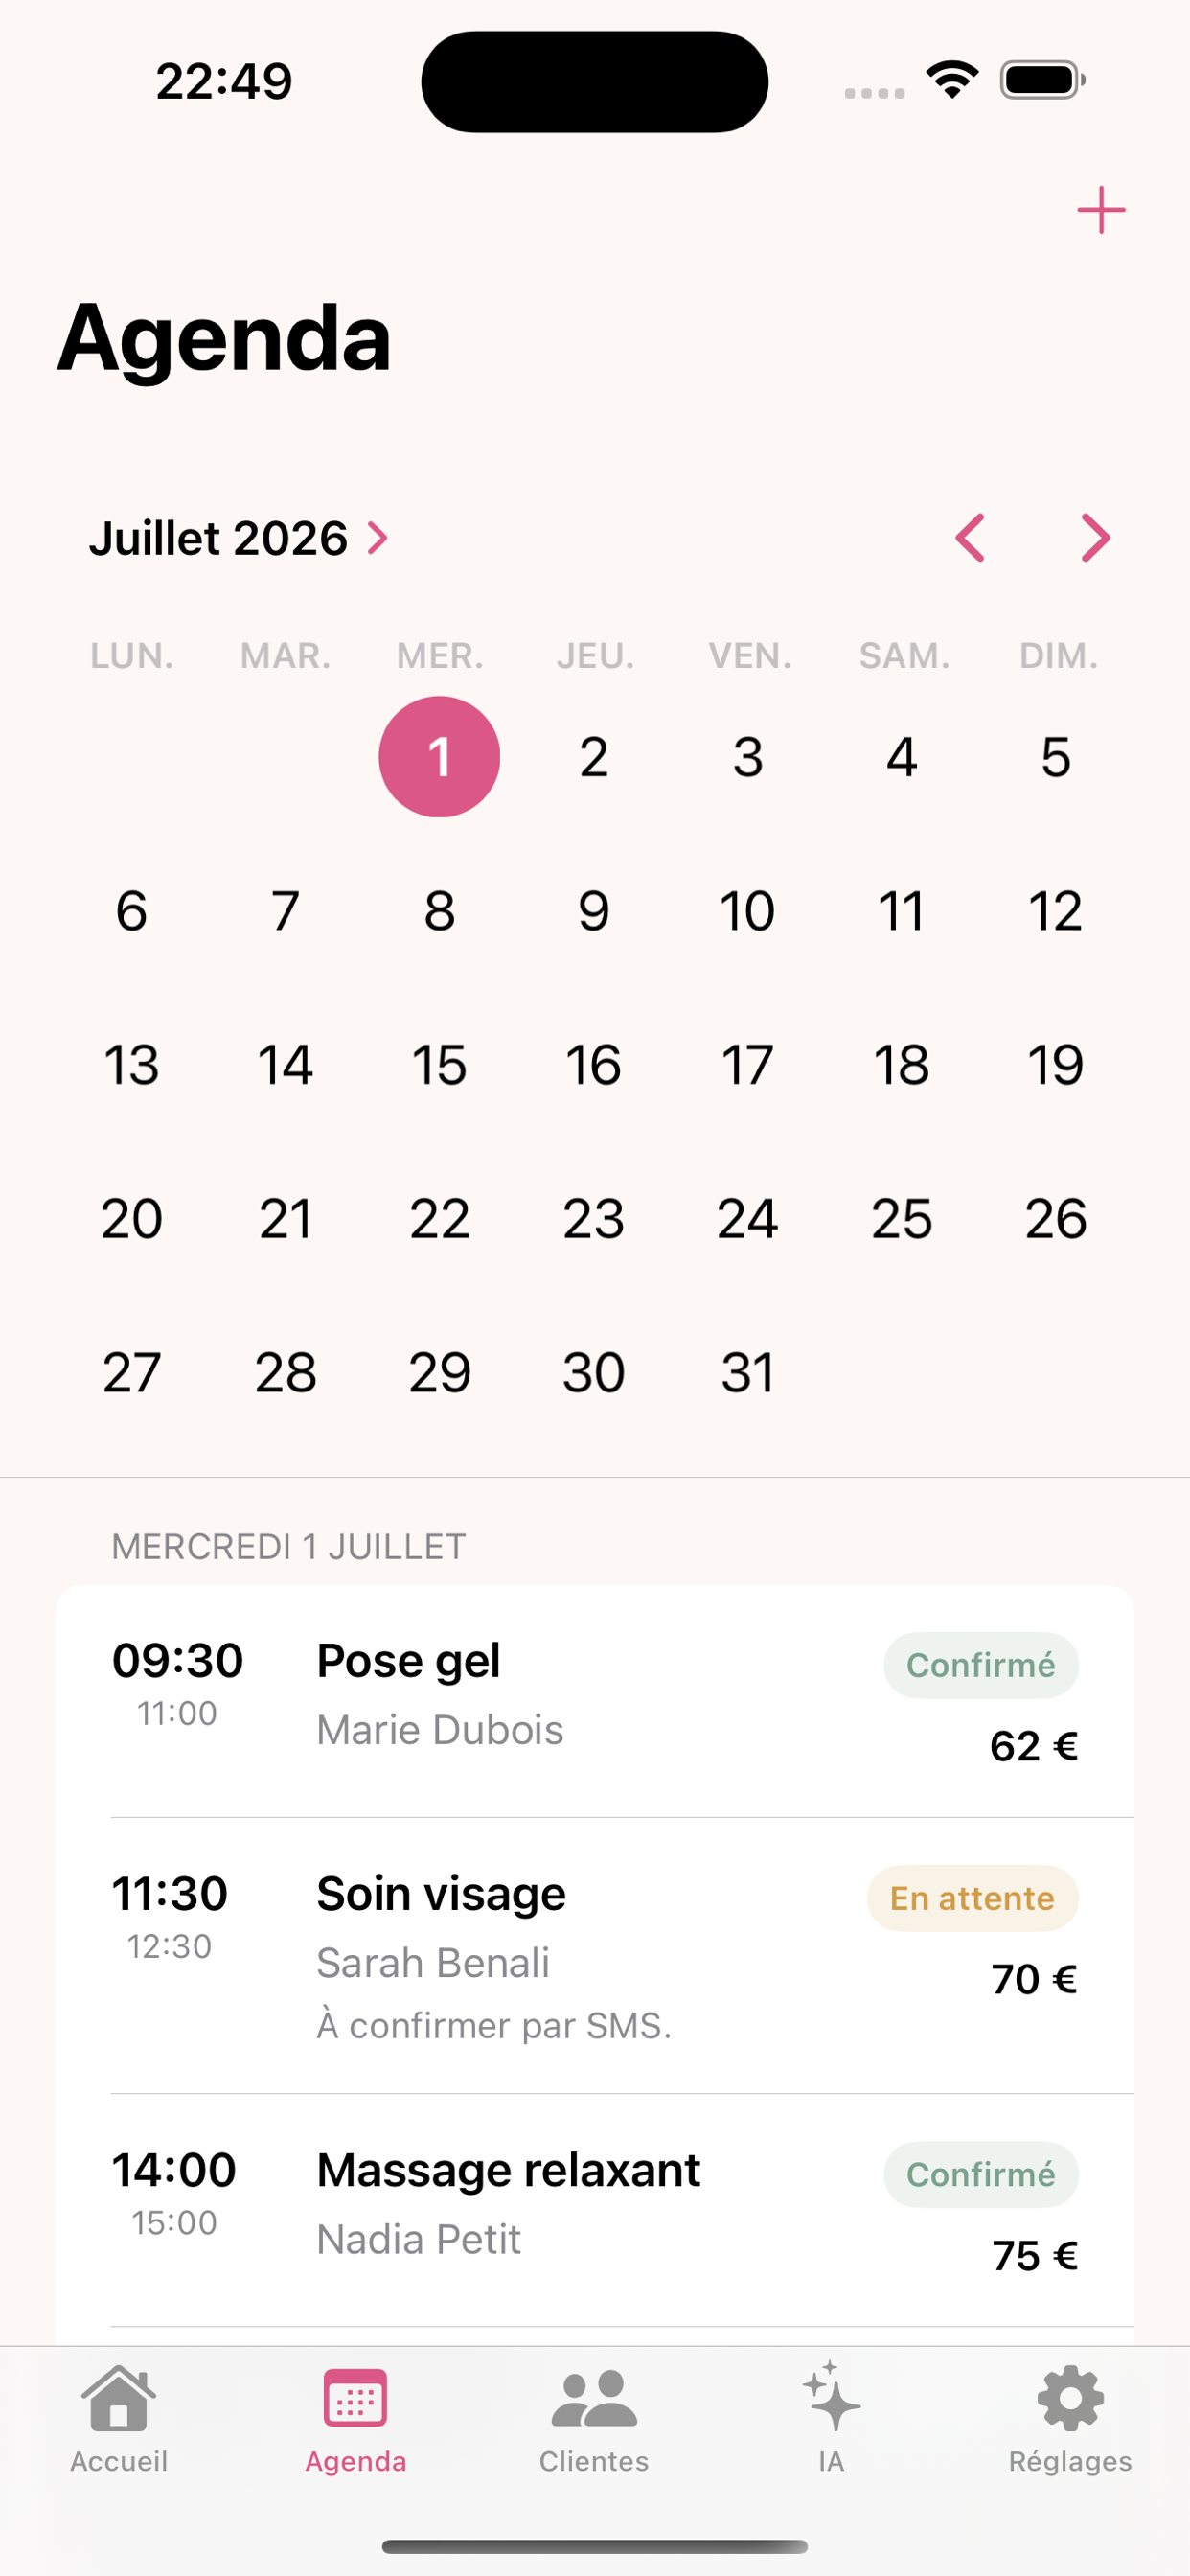 22:49
Agenda
Juillet 2026
LUN. MAR. MER. JEU. VEN. SAM. DIM.
1 2 3 4 5
6 7 8 9 10 11 12
13 14 15 16 17 18 19
20 21 22 23 24 25 26
27 28 29 30 31
MERCREDI 1 JUILLET
09:30 Pose gel Confirmé
11:00 Marie Dubois 62 €
11:30 Soin visage En attente
12:30 Sarah Benali 70 €
À confirmer par SMS.
14:00 Massage relaxant Confirmé
15:00 Nadia Petit 75 €
Accueil Agenda Clientes IA Réglages